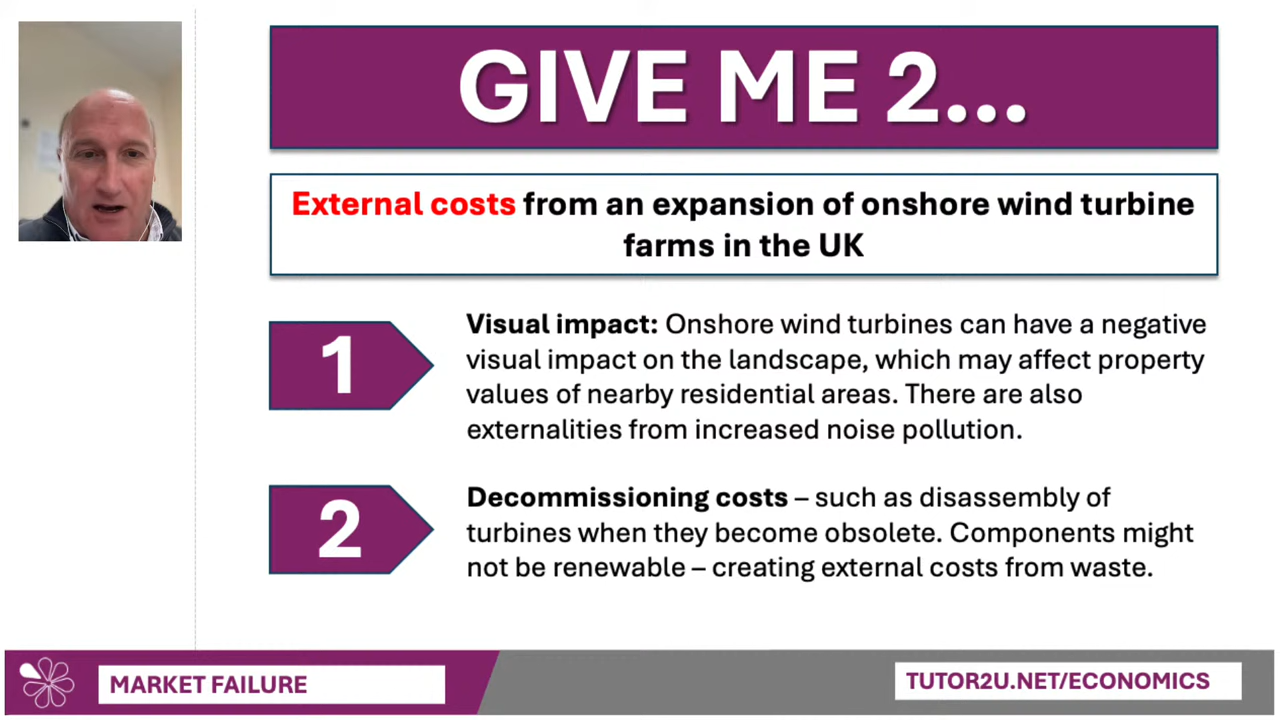 GIVE ME 2...
External costs from an expansion of onshore wind turbine
farms in the UK
1
Visual impact: Onshore wind turbines can have a negative
visual impact on the landscape, which may affect property
values of nearby residential areas. There are also
externalities from increased noise pollution.
2
Decommissioning costs – such as disassembly of
turbines when they become obsolete. Components might
not be renewable – creating external costs from waste.
MARKET FAILURE
TUTOR2U.NET/ECONOMICS